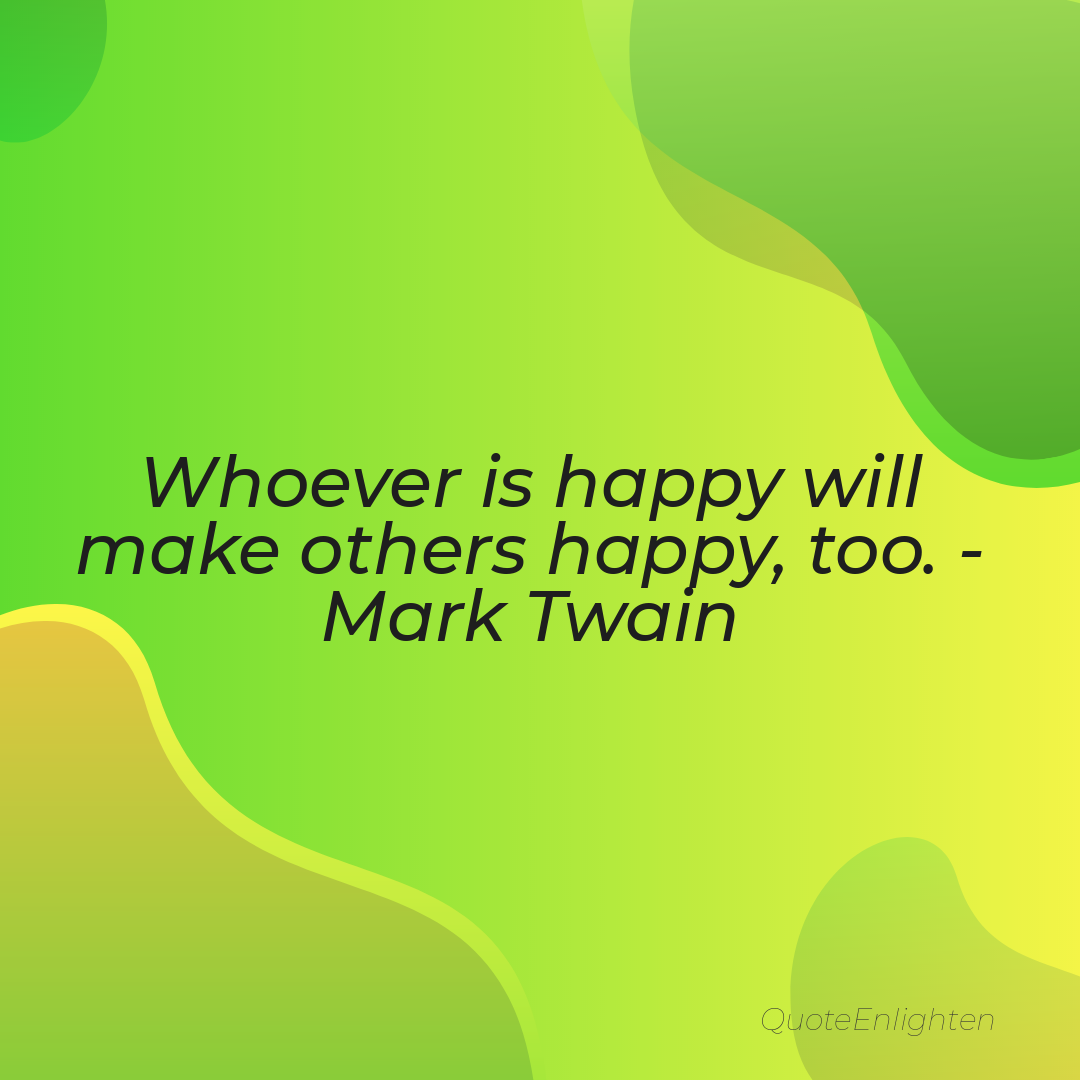 Whoever is happy will
make others happy, too. -
Mark Twain
QuoteEnlighten